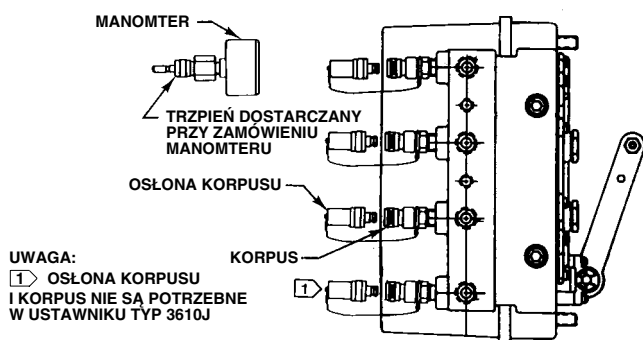 MANOMTER
TRZPIEŃ DOSTARCZANY
PRZY ZAMÓWIENIU
MANOMTERU
OSŁONA KORPUSU
KORPUS
UWAGA:
1 OSŁONA KORPUSU
I KORPUS NIE SĄ POTRZEBNE
W USTAWNIKU TYP 3610J
1